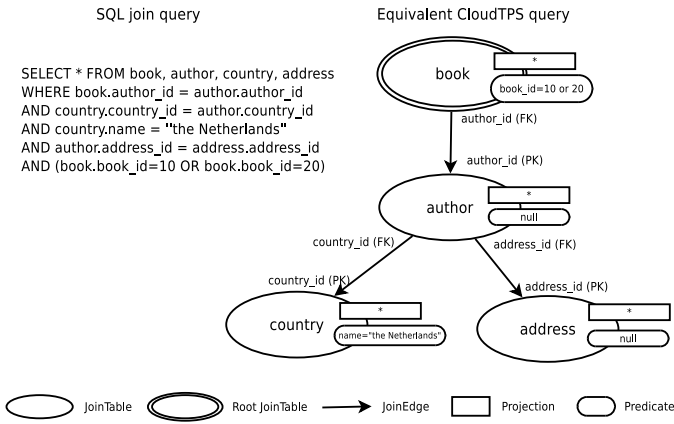 SQL join query
Equivalent CloudTPS query
SELECT * FROM book, author, country, address
WHERE book.author_id = author.author_id
AND country.country_id = author.country_id
AND country.name = "the Netherlands"
AND author.address_id = address.address_id
AND (book.book_id=10 OR book.book_id=20)
book
*
book_id=10 or 20
author_id (FK)
author_id (PK)
author
*
null
country_id (FK)
address_id (FK)
country_id (PK)
address_id (PK)
country
*
name="the Netherlands"
address
*
null
JoinTable
Root JoinTable
JoinEdge
Projection
Predicate